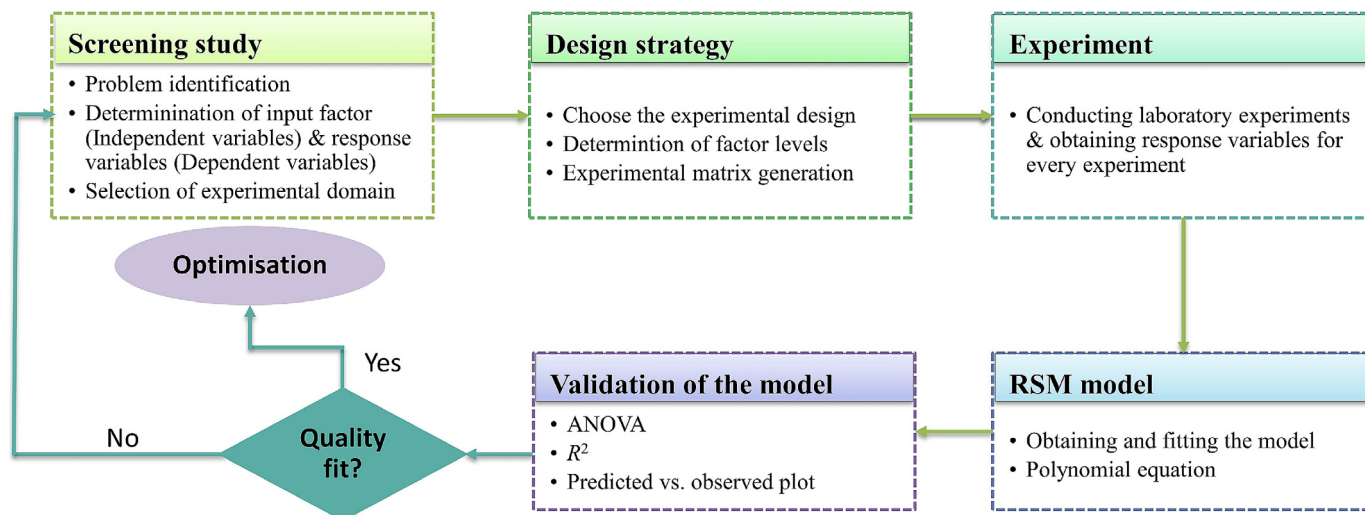 Screening study
• Problem identification
• Determinination of input factor
(Independent variables) & response
variables (Dependent variables)
• Selection of experimental domain
Design strategy
• Choose the experimental design
• Determintion of factor levels
• Experimental matrix generation
Experiment
• Conducting laboratory experiments
& obtaining response variables for
every experiment
RSM model
• Obtaining and fitting the model
• Polynomial equation
Validation of the model
• ANOVA
• R²
• Predicted vs. observed plot
Quality
fit?
Yes
No
Optimisation